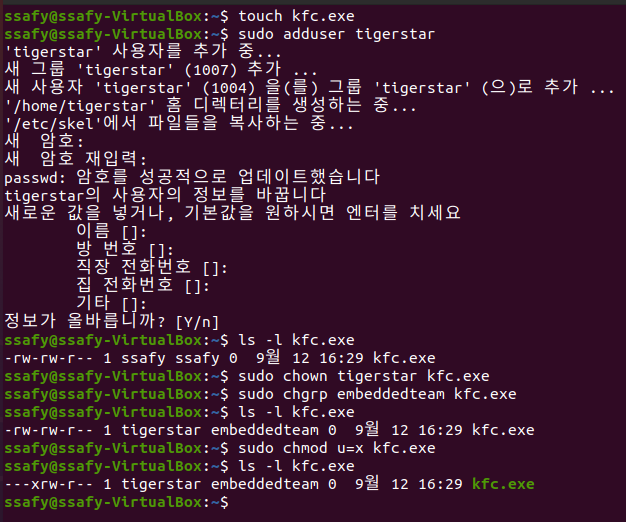 ssafy@ssafy-VirtualBox:~$ touch kfc.exe
ssafy@ssafy-VirtualBox:~$ sudo adduser tigerstar
'tigerstar' 사용자를 추가 중...
새 그룹 'tigerstar' (1007) 추가 ...
새 사용자 'tigerstar' (1004) 을(를) 그룹 'tigerstar' (으)로 추가 ...
'/home/tigerstar' 홈 디렉터리를 생성하는 중...
'/etc/skel'에서 파일들을 복사하는 중...
새 암호:
새 암호 재입력:
passwd: 암호를 성공적으로 업데이트했습니다
tigerstar의 사용자의 정보를 바꿉니다
새로운 값을 넣거나, 기본값을 원하시면 엔터를 치세요
이름 []:
방 번호 []:
직장 전화번호 []:
집 전화번호 []:
기타 []:
정보가 올바릅니까? [Y/n]
ssafy@ssafy-VirtualBox:~$ ls -l kfc.exe
-rw-rw-r-- 1 ssafy ssafy 0 9월 12 16:29 kfc.exe
ssafy@ssafy-VirtualBox:~$ sudo chown tigerstar kfc.exe
ssafy@ssafy-VirtualBox:~$ sudo chgrp embeddedteam kfc.exe
ssafy@ssafy-VirtualBox:~$ ls -l kfc.exe
-rw-rw-r-- 1 tigerstar embeddedteam 0 9월 12 16:29 kfc.exe
ssafy@ssafy-VirtualBox:~$ sudo chmod u=x kfc.exe
ssafy@ssafy-VirtualBox:~$ ls -l kfc.exe
---xrw-r-- 1 tigerstar embeddedteam 0 9월 12 16:29 kfc.exe
ssafy@ssafy-VirtualBox:~$